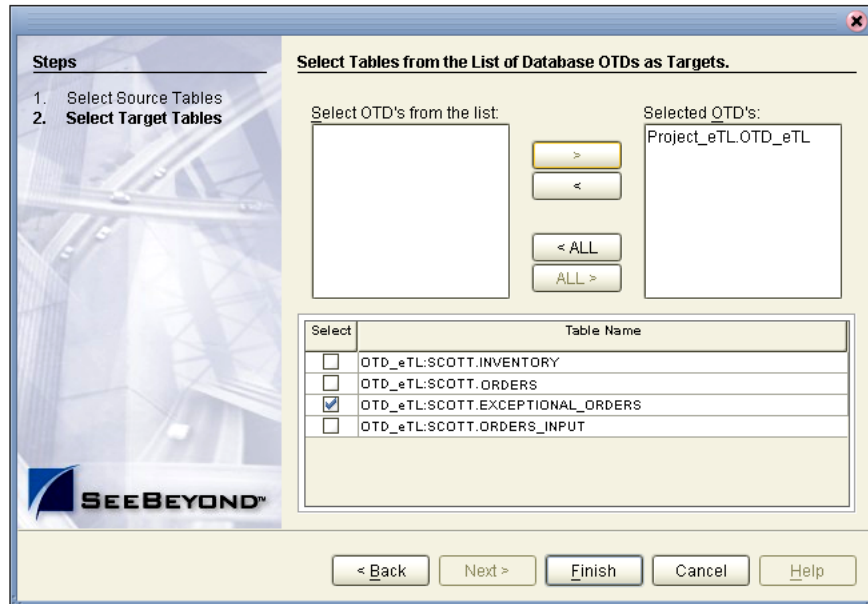 Steps
1. Select Source Tables
2. Select Target Tables
SEEBEYOND™
Select Tables from the List of Database OTDs as Targets.
Select OTD's from the list:
Selected OTD's:
Project_eTL.OTD_eTL
>
<
< ALL
ALL >
Select Table Name
OTD_eTL:SCOTT.INVENTORY
OTD_eTL:SCOTT.ORDERS
OTD_eTL:SCOTT.EXCEPTIONAL_ORDERS
OTD_eTL:SCOTT.ORDERS_INPUT
< Back Next > Finish Cancel Help